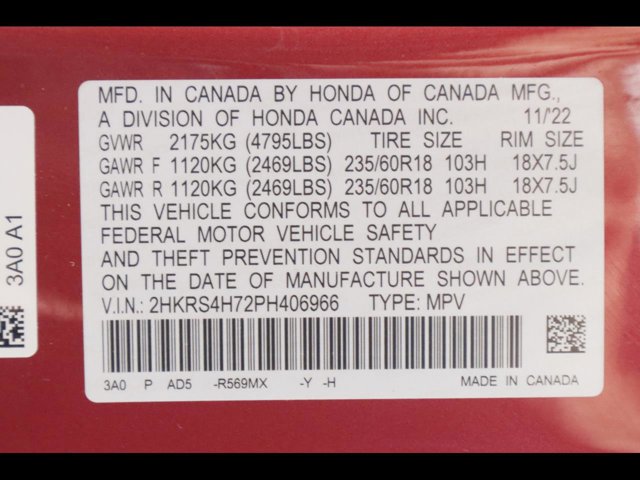 MFD. IN CANADA BY HONDA OF CANADA MFG.,
A DIVISION OF HONDA CANADA INC. 11/'22
GVWR 2175KG (4795LBS) TIRE SIZE RIM SIZE
GAWR F 1120KG (2469LBS) 235/60R18 103H 18X7.5J
GAWR R 1120KG (2469LBS) 235/60R18 103H 18X7.5J
THIS VEHICLE CONFORMS TO ALL APPLICABLE
FEDERAL MOTOR VEHICLE SAFETY
AND THEFT PREVENTION STANDARDS IN EFFECT
ON THE DATE OF MANUFACTURE SHOWN ABOVE.
V.I.N.: 2HKRS4H72PH406966 TYPE: MPV
3A0 P AD5 -R569MX -Y -H MADE IN CANADA
3A0 A1